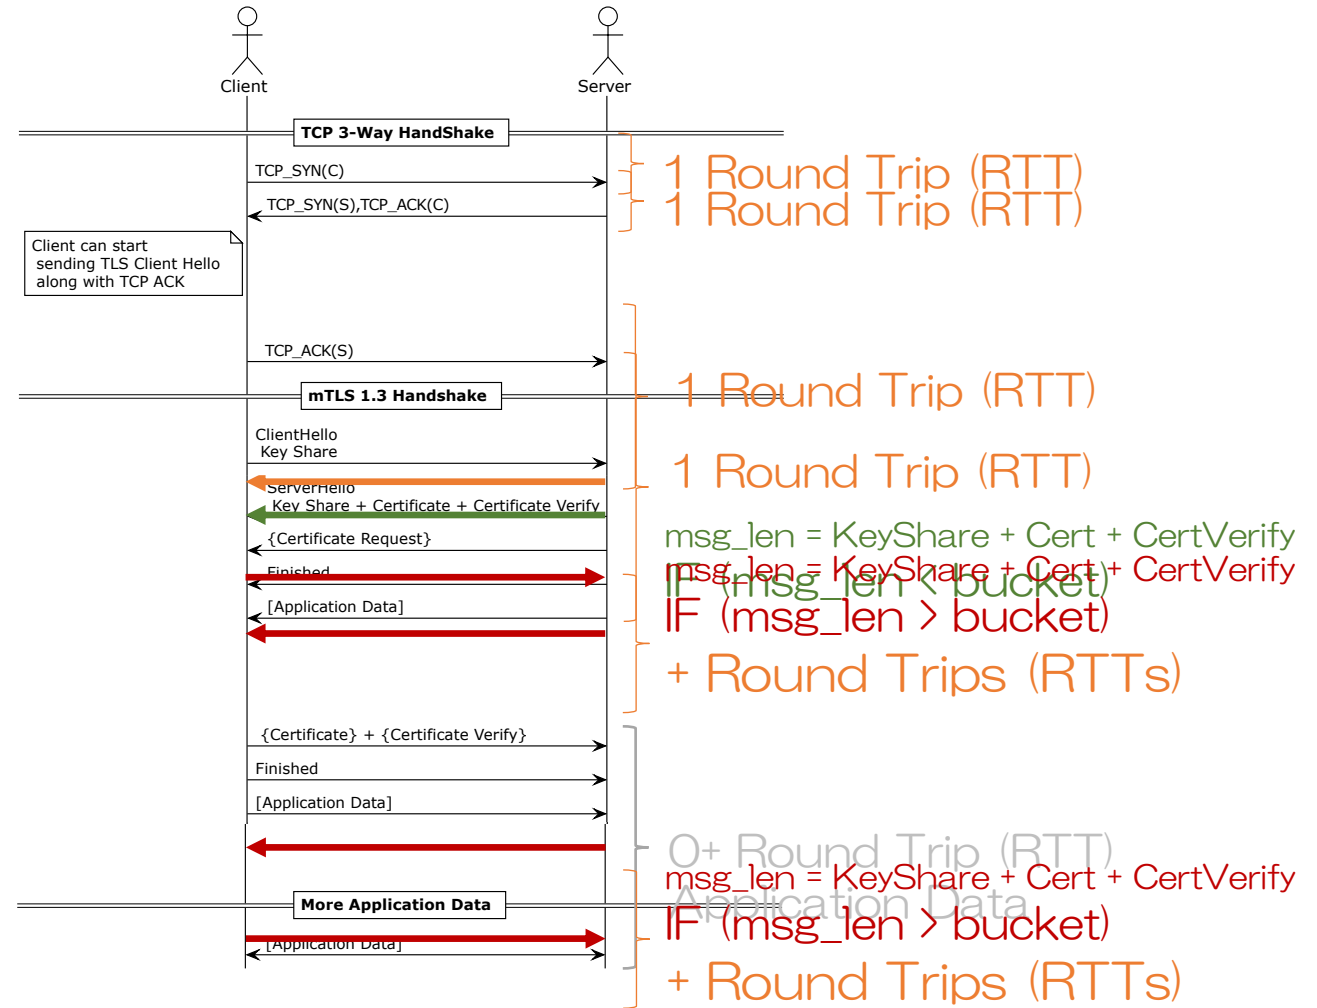 Client
Server
TCP 3-Way HandShake
TCP_SYN(C)
1 Round Trip (RTT)
TCP_SYN(S),TCP_ACK(C)
1 Round Trip (RTT)
Client can start
sending TLS Client Hello
along with TCP ACK
TCP_ACK(S)
1 Round Trip (RTT)
mTLS 1.3 Handshake
ClientHello
Key Share
1 Round Trip (RTT)
ServerHello
Key Share + Certificate + Certificate Verify
msg_len = KeyShare + Cert + CertVerify
{Certificate Request}
msg_len = KeyShare + Cert + CertVerify
Finished
IF (msg_len < bucket)
[Application Data]
IF (msg_len > bucket)
+ Round Trips (RTTs)
{Certificate} + {Certificate Verify}
Finished
[Application Data]
0+ Round Trip (RTT)
msg_len = KeyShare + Cert + CertVerify
Application Data
More Application Data
IF (msg_len > bucket)
[Application Data]
+ Round Trips (RTTs)